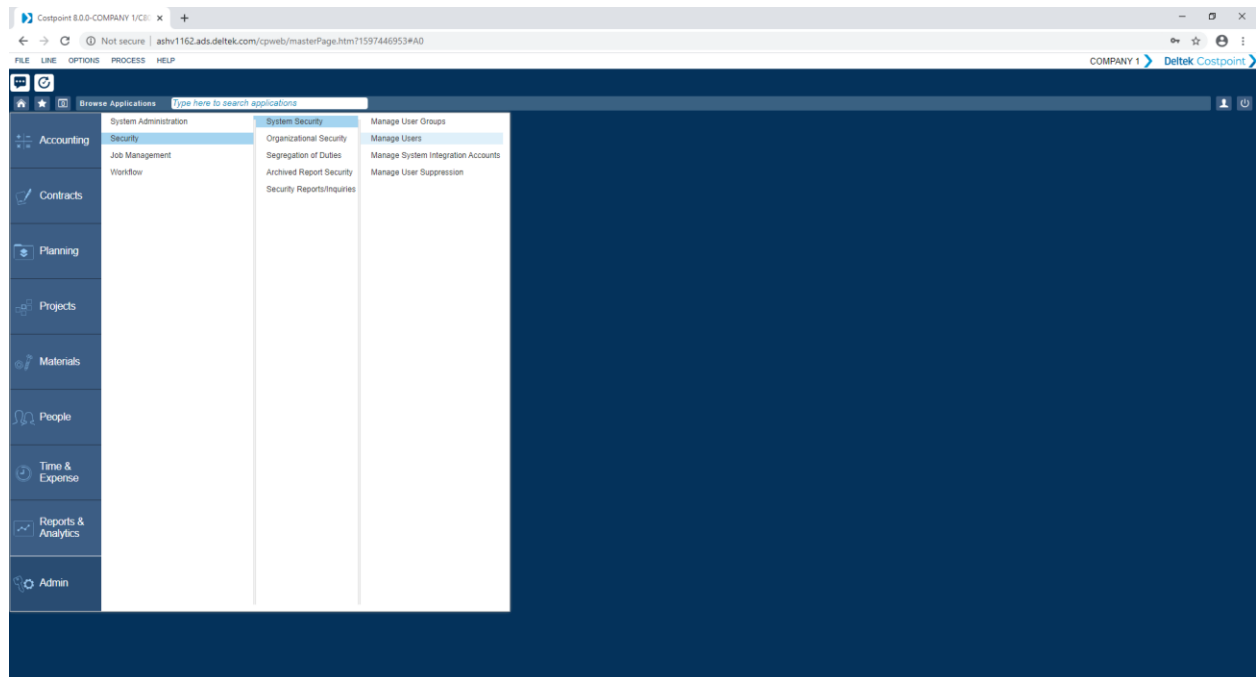 Costpoint 8.0.0-COMPANY 1/C80
Not secure | ashv1162.ads.deltek.com/cpweb/masterPage.htm?1597446953#A0
FILE LINE OPTIONS PROCESS HELP
COMPANY 1 Deltek Costpoint
Browse Applications Type here to search applications
Accounting
Contracts
Planning
Projects
Materials
People
Time &
Expense
Reports &
Analytics
Admin
System Administration
Security
Job Management
Workflow
System Security
Organizational Security
Segregation of Duties
Archived Report Security
Security Reports/Inquiries
Manage User Groups
Manage Users
Manage System Integration Accounts
Manage User Suppression